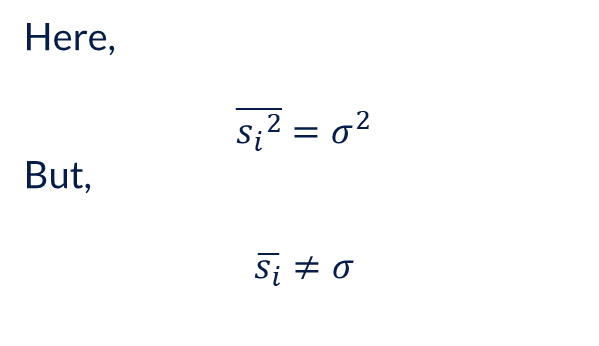 Here,
$\overline{{s_i}^2} = \sigma^2$
But,
$\overline{s_i} \neq \sigma$